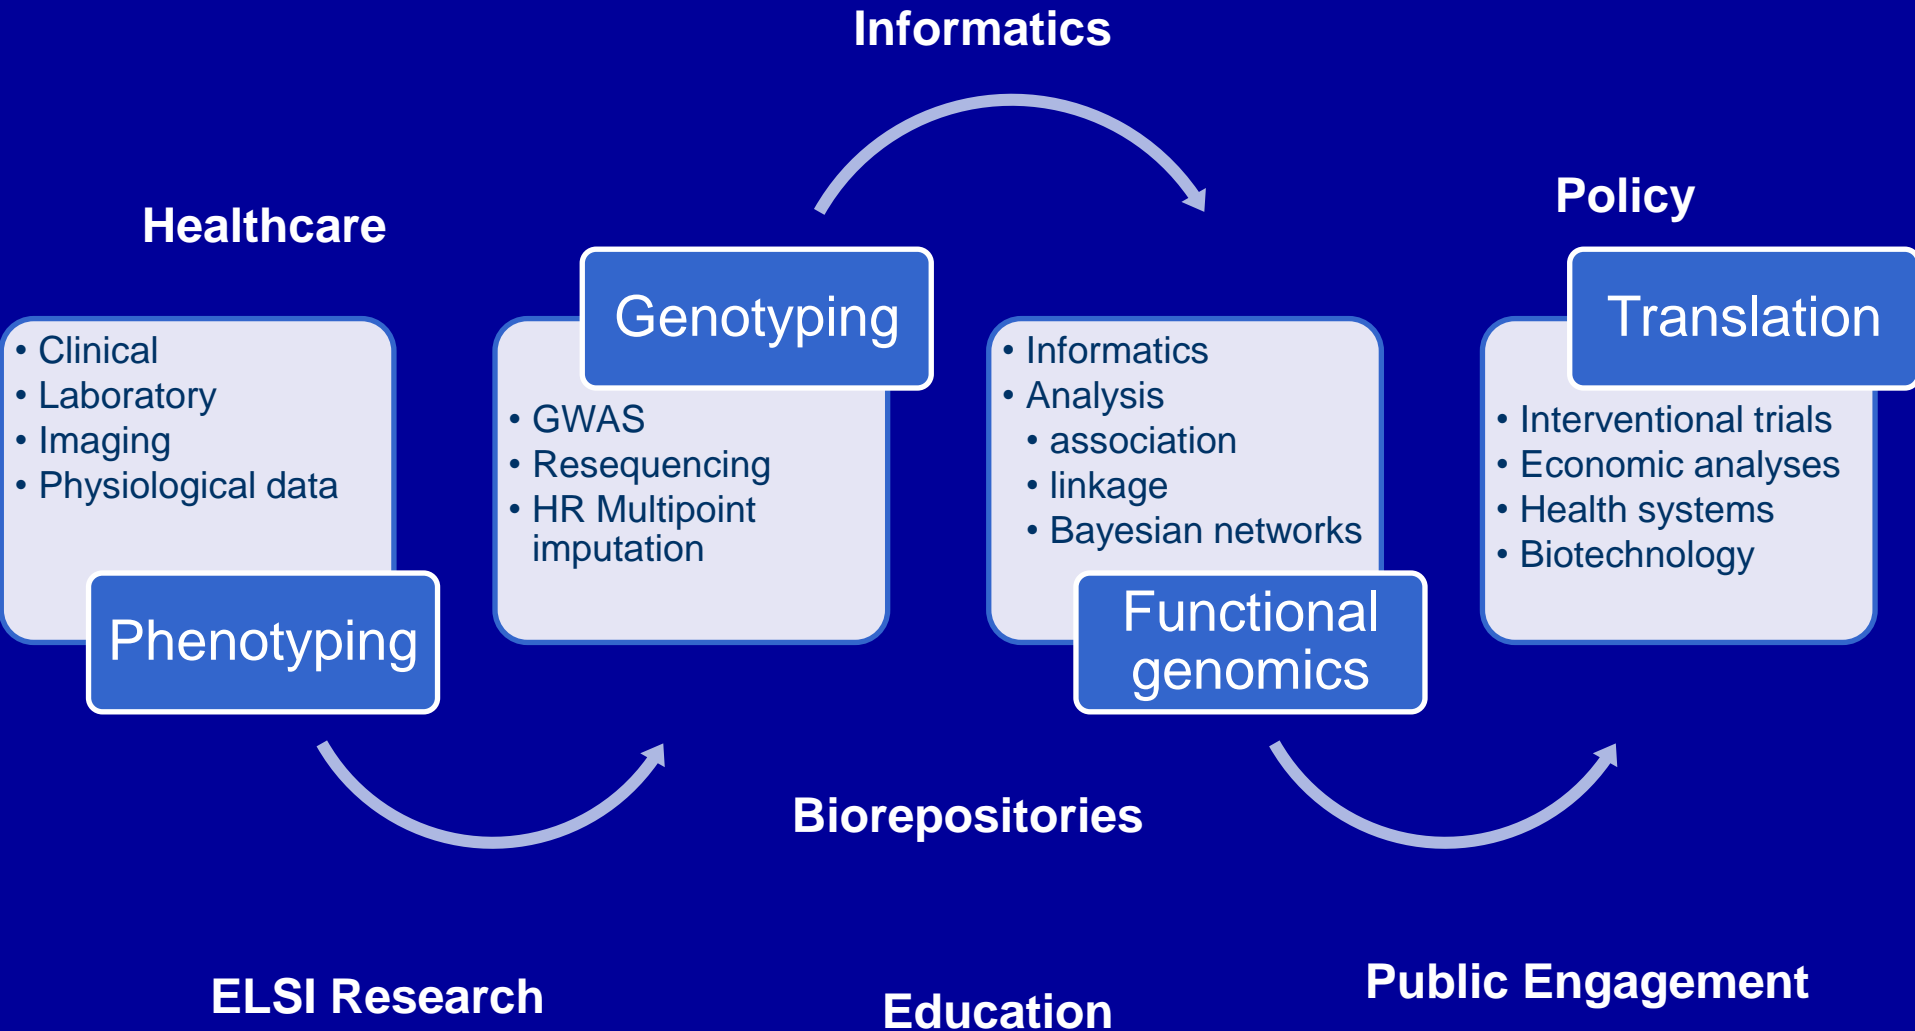 Informatics
Healthcare
Policy
• Clinical
• Laboratory
• Imaging
• Physiological data
Phenotyping
Genotyping
• GWAS
• Resequencing
• HR Multipoint
imputation
• Informatics
• Analysis
• association
• linkage
• Bayesian networks
Functional
genomics
Translation
• Interventional trials
• Economic analyses
• Health systems
• Biotechnology
Biorepositories
ELSI Research
Education
Public Engagement